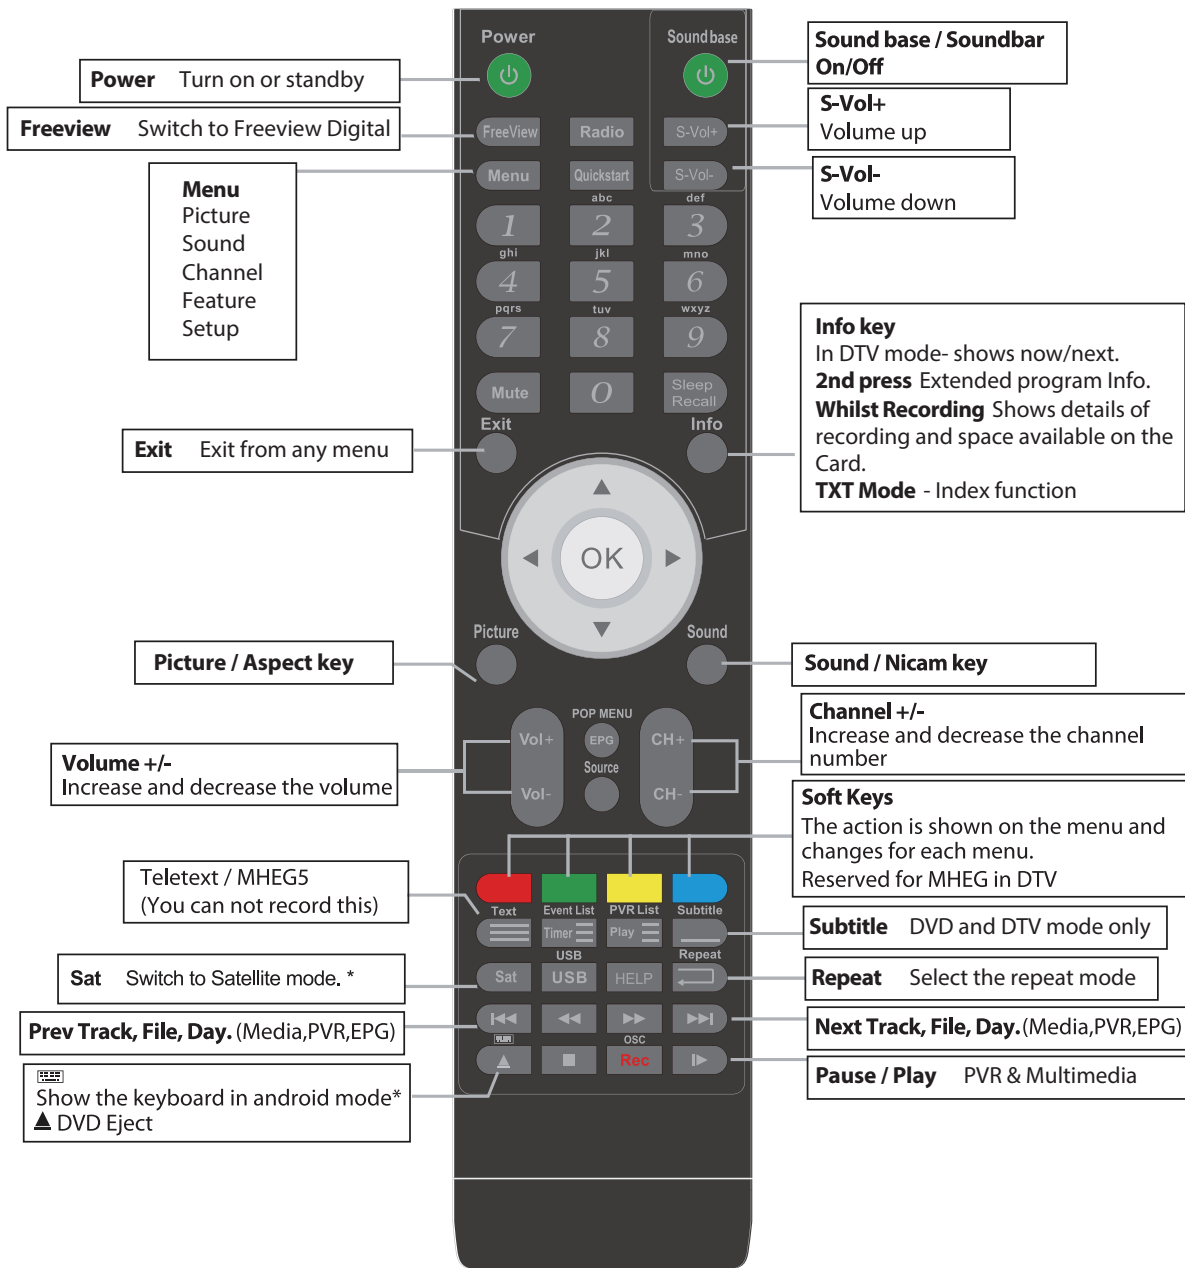 Power Turn on or standby
Freeview Switch to Freeview Digital
Menu
Picture
Sound
Channel
Feature
Setup
Exit Exit from any menu
Picture / Aspect key
Volume +/-
Increase and decrease the volume
Teletext / MHEG5
(You can not record this)
Sat Switch to Satellite mode. *
Prev Track, File, Day. (Media,PVR,EPG)
Show the keyboard in android mode*
DVD Eject
Power Sound base
FreeView Radio S-Vol+
Menu Quickstart S-Vol-
abc def
1 2 3
ghi jkl mno
4 5 6
pqrs tuv wxyz
7 8 9
Mute 0 Sleep
Recall
Exit Info
OK
Picture Sound
POP MENU
Vol+ EPG CH+
Source
Vol- CH-
Text Event List PVR List Subtitle
Timer Play
USB Repeat
Sat USB HELP
OSC
Rec
Sound base / Soundbar
On/Off
S-Vol+
Volume up
S-Vol-
Volume down
Info key
In DTV mode- shows now/next.
2nd press Extended program Info.
Whilst Recording Shows details of
recording and space available on the
Card.
TXT Mode - Index function
Sound / Nicam key
Channel +/-
Increase and decrease the channel
number
Soft Keys
The action is shown on the menu and
changes for each menu.
Reserved for MHEG in DTV
Subtitle DVD and DTV mode only
Repeat Select the repeat mode
Next Track, File, Day. (Media,PVR,EPG)
Pause / Play PVR & Multimedia